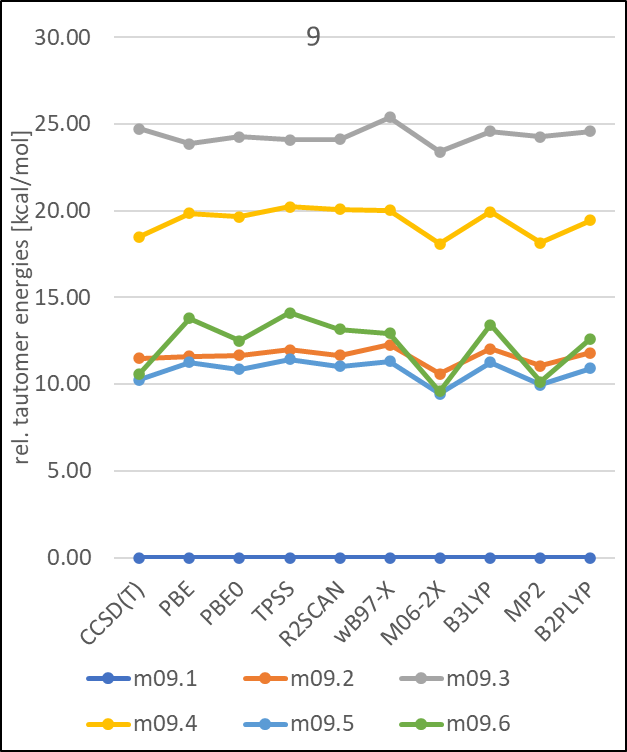 9
30.00
25.00
20.00
15.00
10.00
5.00
0.00
rel. tautomer energies [kcal/mol]
CCSD(T)
PBE
PBE0
TPSS
R2SCAN
wB97-X
M06-2X
B3LYP
MP2
B2PLYP
m09.1 m09.2 m09.3
m09.4 m09.5 m09.6